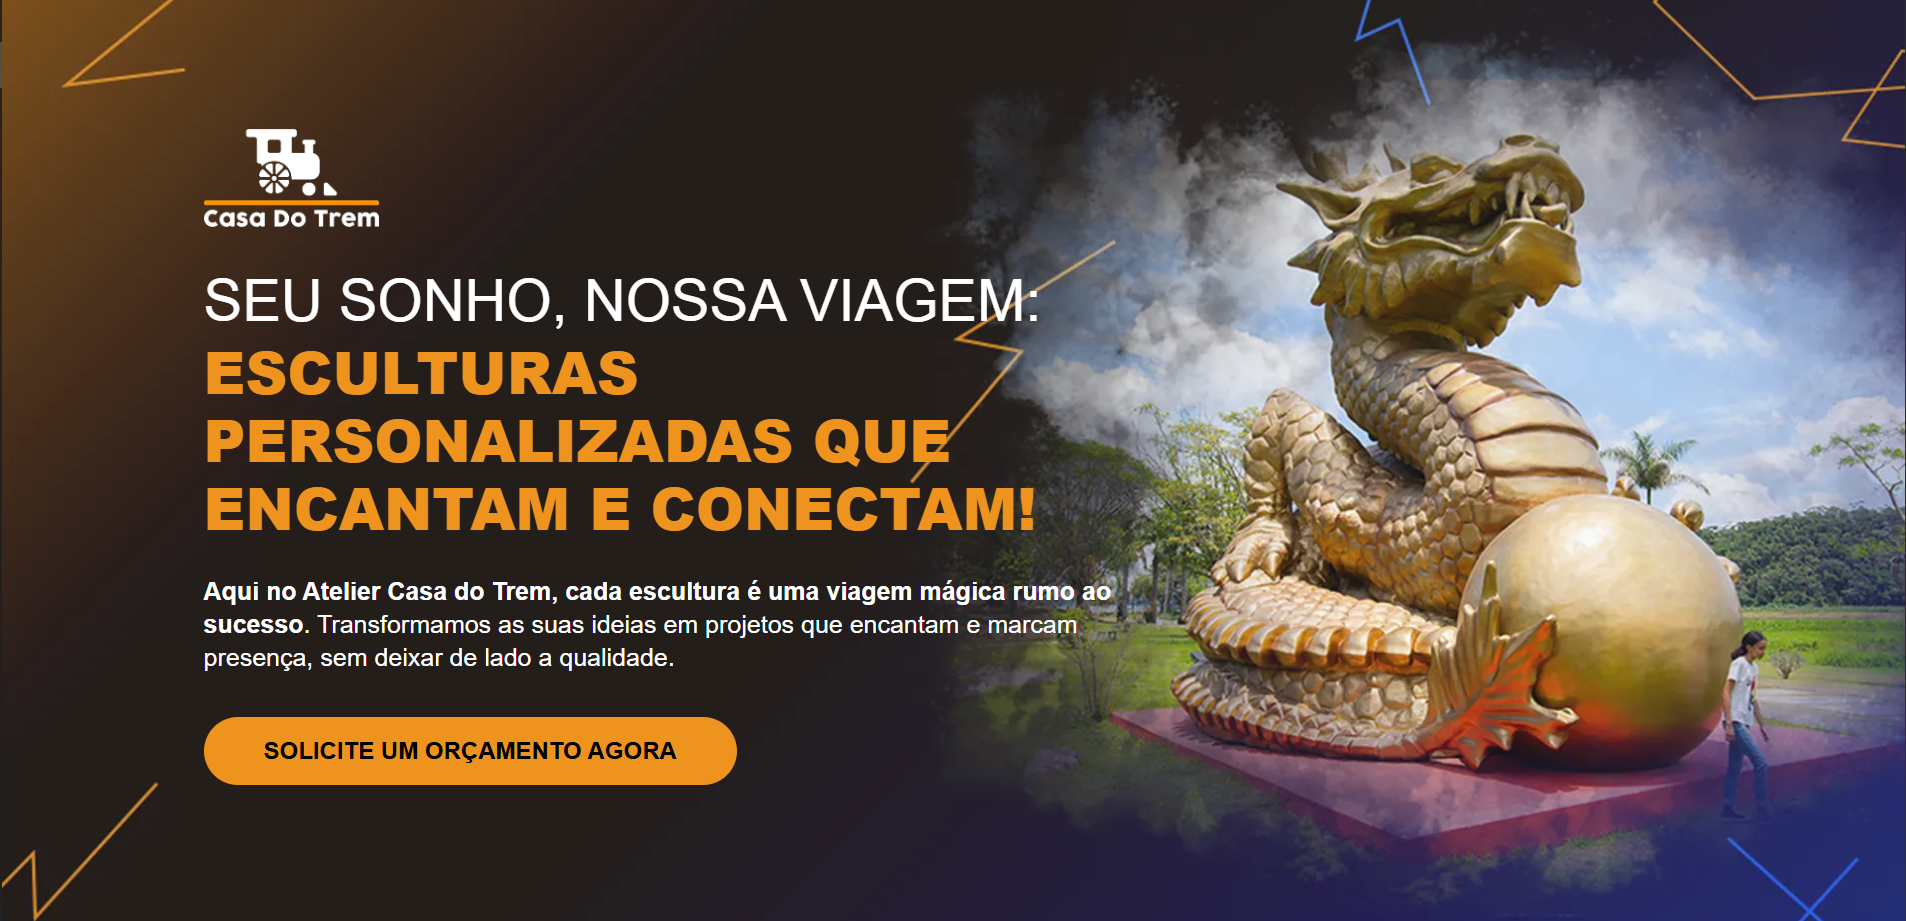 Casa Do Trem
SEU SONHO, NOSSA VIAGEM:
ESCULTURAS
PERSONALIZADAS QUE
ENCANTAM E CONECTAM!
Aqui no Atelier Casa do Trem, cada escultura é uma viagem mágica rumo ao
sucesso. Transformamos as suas ideias em projetos que encantam e marcam
presença, sem deixar de lado a qualidade.
SOLICITE UM ORÇAMENTO AGORA